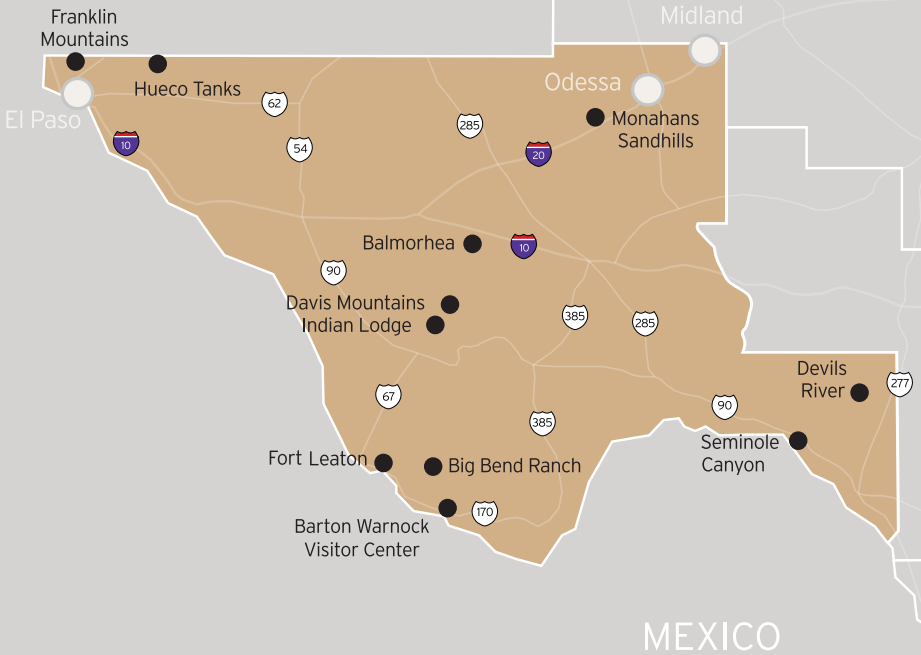 Franklin
Mountains
Midland
Hueco Tanks
Odessa
El Paso
62
285
Monahans
Sandhills
10
54
20
Balmorhea
10
90
Davis Mountains
Indian Lodge
385
285
Devils
River
277
67
90
385
Seminole
Canyon
Fort Leaton
Big Bend Ranch
170
Barton Warnock
Visitor Center
MEXICO